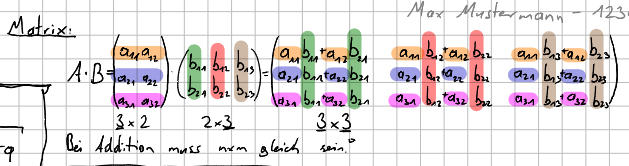 Max Mustermann - 123
Matrix:
A·B = (a₁₁ a₁₂ / a₂₁ a₂₂ / a₃₁ a₃₂) · (b₁₁ b₁₂ b₁₃ / b₂₁ b₂₂ b₂₃) = (a₁₁ b₁₁ + a₁₂ b₂₁  a₁₁ b₁₂ + a₁₂ b₂₂  a₁₁ b₁₃ + a₁₂ b₂₃ / a₂₁ b₁₁ + a₂₂ b₂₁  a₂₁ b₁₂ + a₂₂ b₂₂  a₂₁ b₁₃ + a₂₂ b₂₃ / a₃₁ b₁₁ + a₃₂ b₂₁  a₃₁ b₁₂ + a₃₂ b₂₂  a₃₁ b₁₃ + a₃₂ b₂₃)
3 x 2 2 x 3 3 x 3
Bei Addition muss nxm gleich sein!